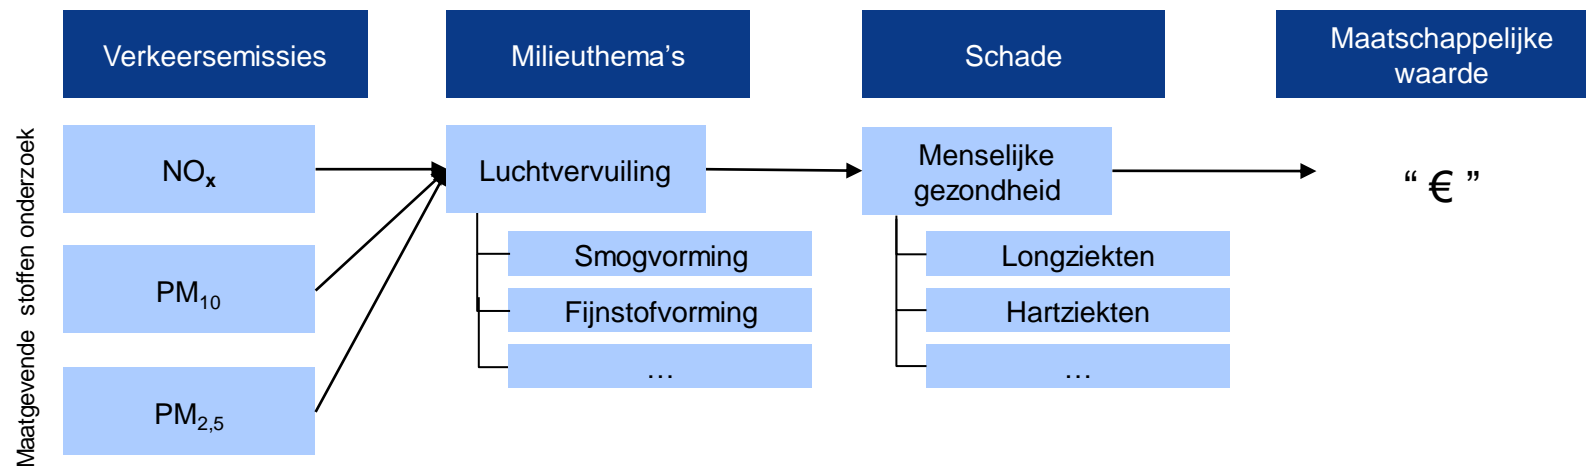 Verkeersemissies
Milieuthema’s
Schade
Maatschappelijke
waarde
Maatgevende stoffen onderzoek
NOx
PM10
PM2,5
Luchtvervuiling
Smogvorming
Fijnstofvorming
…
Menselijke
gezondheid
Longziekten
Hartziekten
…
“ € ”